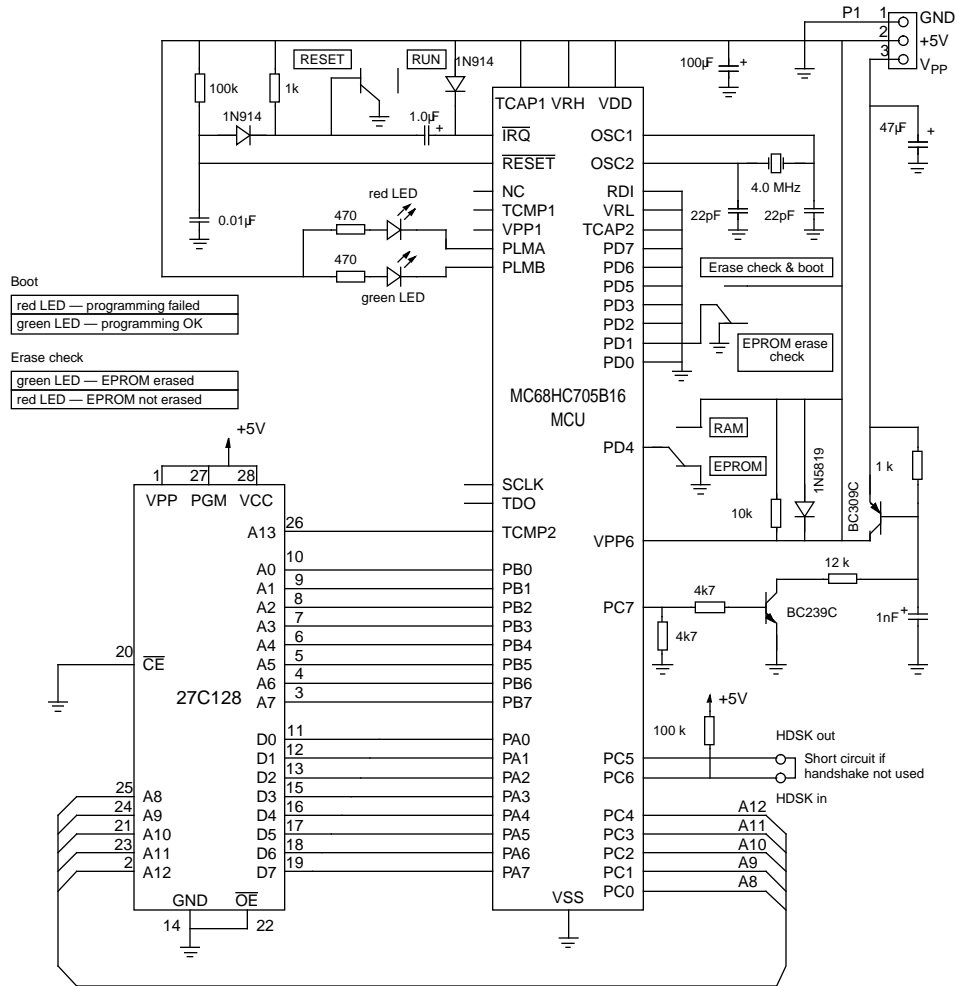 P1
1
GND
2
+5V
3
VPP
100k
1k
RESET
RUN
1N914
100µF
+
1N914
1.0µF
+
47µF
+
TCAP1 VRH VDD
IRQ
OSC1
RESET
OSC2
4.0 MHz
NC
RDI
TCMP1
VRL
22pF
22pF
VPP1
TCAP2
0.01µF
red LED
470
PLMA
PD7
470
PLMB
PD6
green LED
PD5
Erase check & boot
PD3
PD2
PD1
PD0
EPROM erase
check
Boot
red LED — programming failed
green LED — programming OK
Erase check
green LED — EPROM erased
red LED — EPROM not erased
MC68HC705B16
MCU
+5V
PD4
RAM
EPROM
1N5819
BC309C
1 k
10k
1 27 28
VPP PGM VCC
SCLK
TDO
A13 26 TCMP2
VPP6
A0 10 PB0
A1 9 PB1
A2 8 PB2
A3 7 PB3
A4 6 PB4
A5 5 PB5
A6 4 PB6
A7 3 PB7
12 k
PC7
4k7
4k7
BC239C
1nF
+
20
CE
27C128
+5V
100 k
D0 11 PA0
D1 12 PA1
D2 13 PA2
D3 15 PA3
D4 16 PA4
D5 17 PA5
D6 18 PA6
D7 19 PA7
HDSK out
PC5
PC6
Short circuit if
handshake not used
HDSK in
25 A8
24 A9
21 A10
23 A11
2 A12
PC4 A12
PC3 A11
PC2 A10
PC1 A9
PC0 A8
GND OE
14 22
VSS